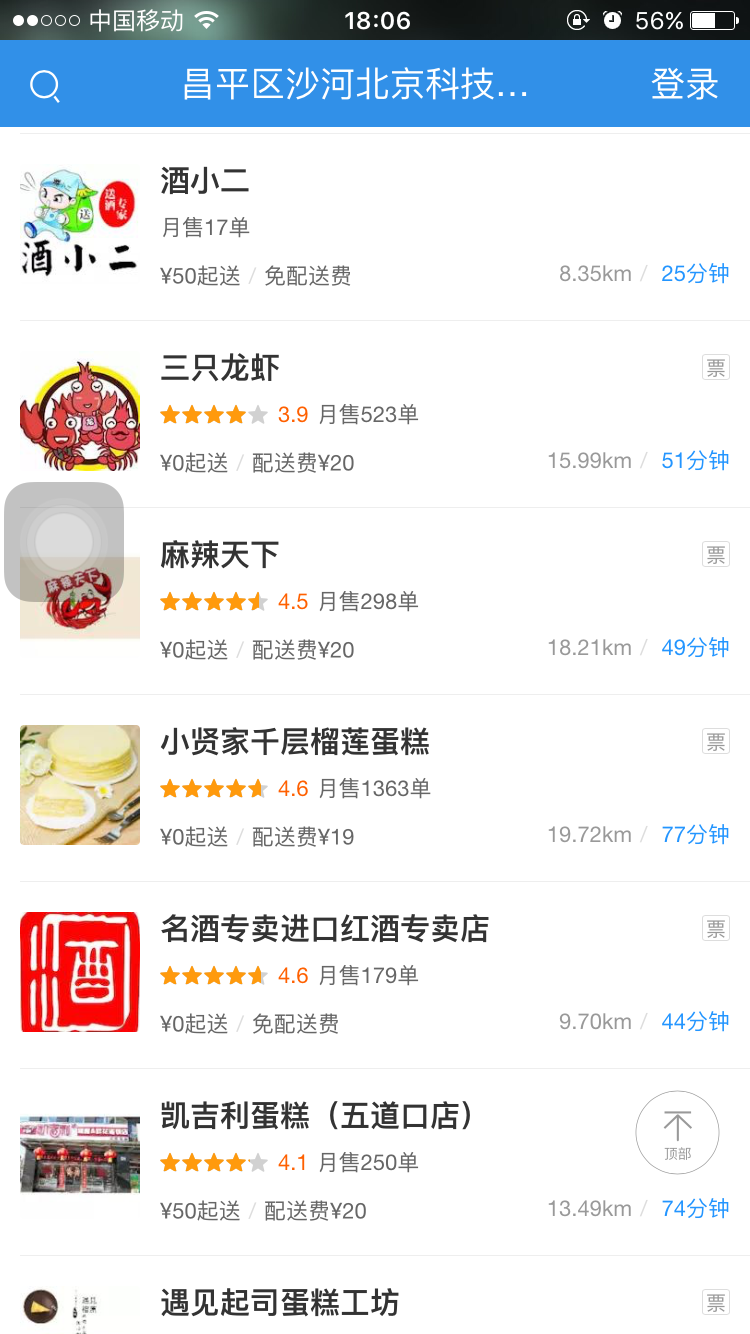 中国移动 18:06 56%
昌平区沙河北京科技... 登录
送酒专家
送
酒小二
酒小二
月售17单
¥50起送 / 免配送费 8.35km / 25分钟
三只龙虾 票
3.9 月售523单
¥0起送 / 配送费¥20 15.99km / 51分钟
麻辣天下 票
麻辣天下
4.5 月售298单
¥0起送 / 配送费¥20 18.21km / 49分钟
小贤家千层榴莲蛋糕 票
4.6 月售1363单
¥0起送 / 配送费¥19 19.72km / 77分钟
酒
名酒专卖进口红酒专卖店 票
4.6 月售179单
¥0起送 / 免配送费 9.70km / 44分钟
凯吉利蛋糕（五道口店）
4.1 月售250单
顶部
¥50起送 / 配送费¥20 13.49km / 74分钟
遇见起司蛋糕工坊 票